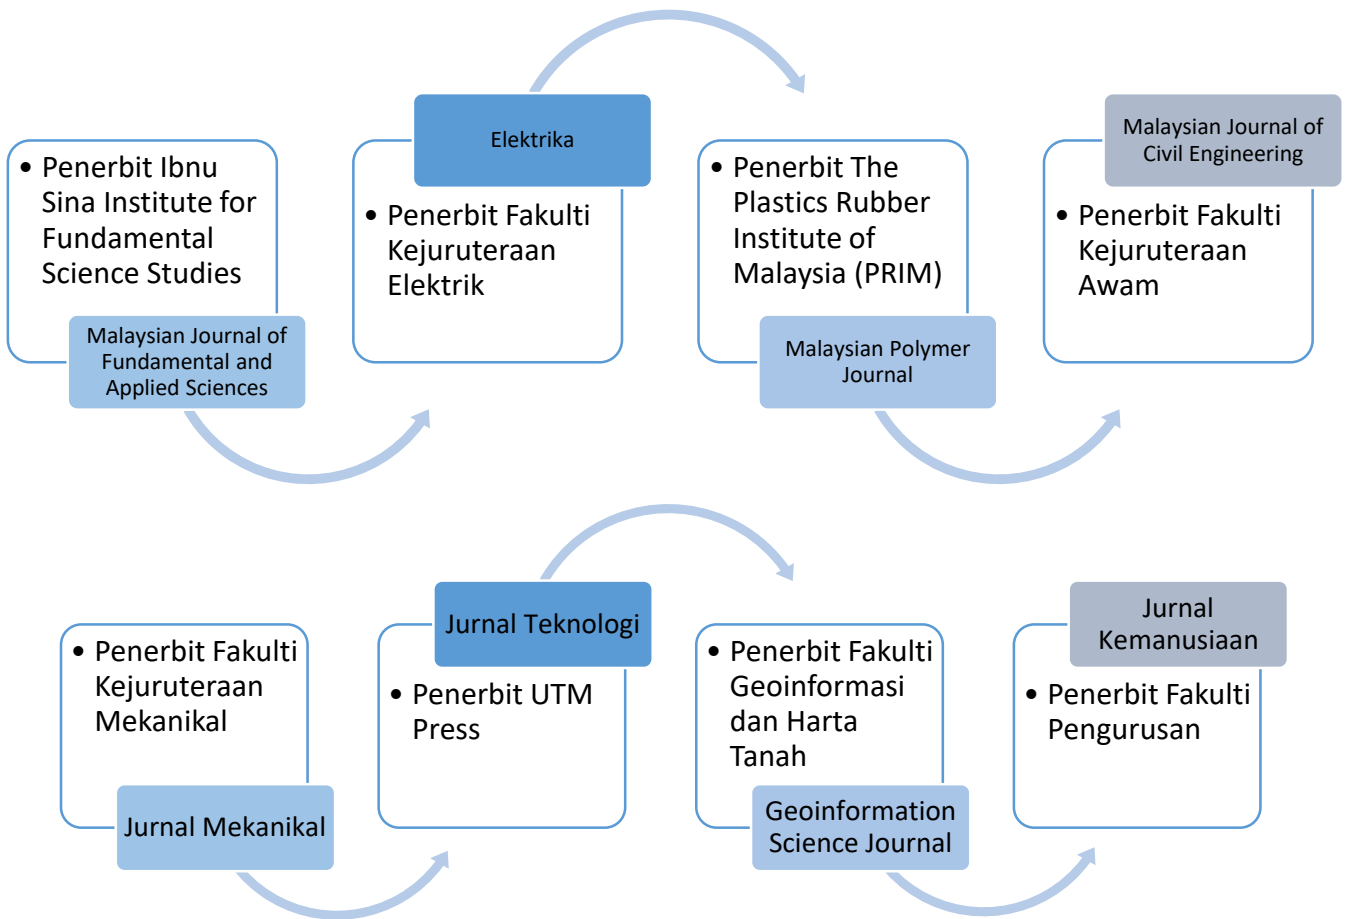 • Penerbit Ibnu
Sina Institute for
Fundamental
Science Studies
Malaysian Journal of
Fundamental and
Applied Sciences
Elektrika
• Penerbit Fakulti
Kejuruteraan
Elektrik
• Penerbit The
Plastics Rubber
Institute of
Malaysia (PRIM)
Malaysian Polymer
Journal
Malaysian Journal of
Civil Engineering
• Penerbit Fakulti
Kejuruteraan
Awam
• Penerbit Fakulti
Kejuruteraan
Mekanikal
Jurnal Mekanikal
Jurnal Teknologi
• Penerbit UTM
Press
• Penerbit Fakulti
Geoinformasi
dan Harta
Tanah
Geoinformation
Science Journal
Jurnal
Kemanusiaan
• Penerbit Fakulti
Pengurusan